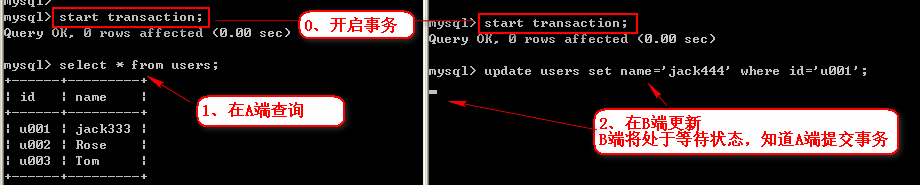 mysql>
mysql> start transaction;
Query OK, 0 rows affected (0.00 sec)
0、开启事务
mysql> select * from users;
+------+---------+
| id | name |
+------+---------+
| u001 | jack333 |
| u002 | Rose |
| u003 | Tom |
+------+---------+
1、在A端查询
mysql> start transaction;
Query OK, 0 rows affected (0.00 sec)
mysql> update users set name='jack444' where id='u001';
2、在B端更新
B端将处于等待状态，知道A端提交事务